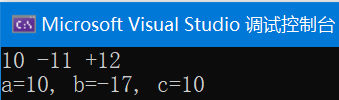 Microsoft Visual Studio 调试控制台
10 -11 +12
a=10, b=-17, c=10